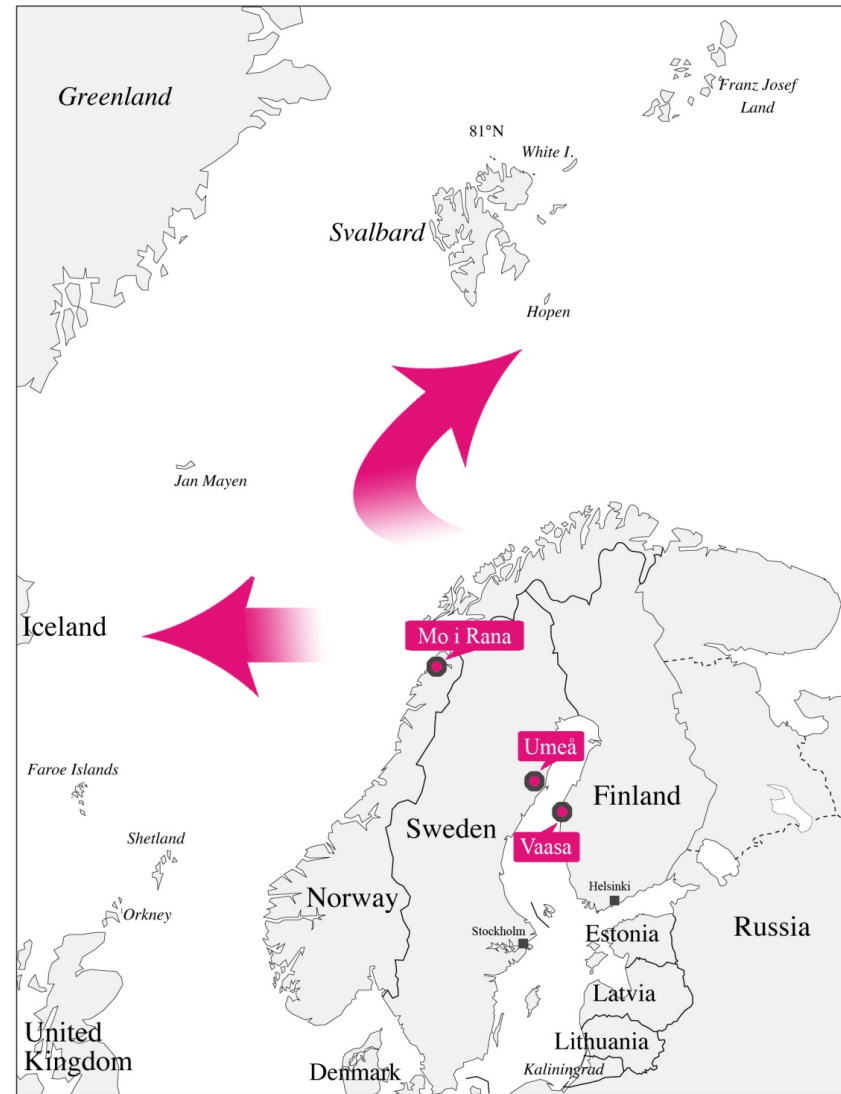 Greenland
Franz Josef
Land
81°N
White I.
Svalbard
Hopen
Jan Mayen
Iceland
Mo i Rana
Umeå
Faroe Islands
Finland
Sweden
Vaasa
Shetland
Helsinki
Norway
Orkney
Stockholm
Estonia
Russia
Latvia
United
Kingdom
Lithuania
Denmark
Kaliningrad